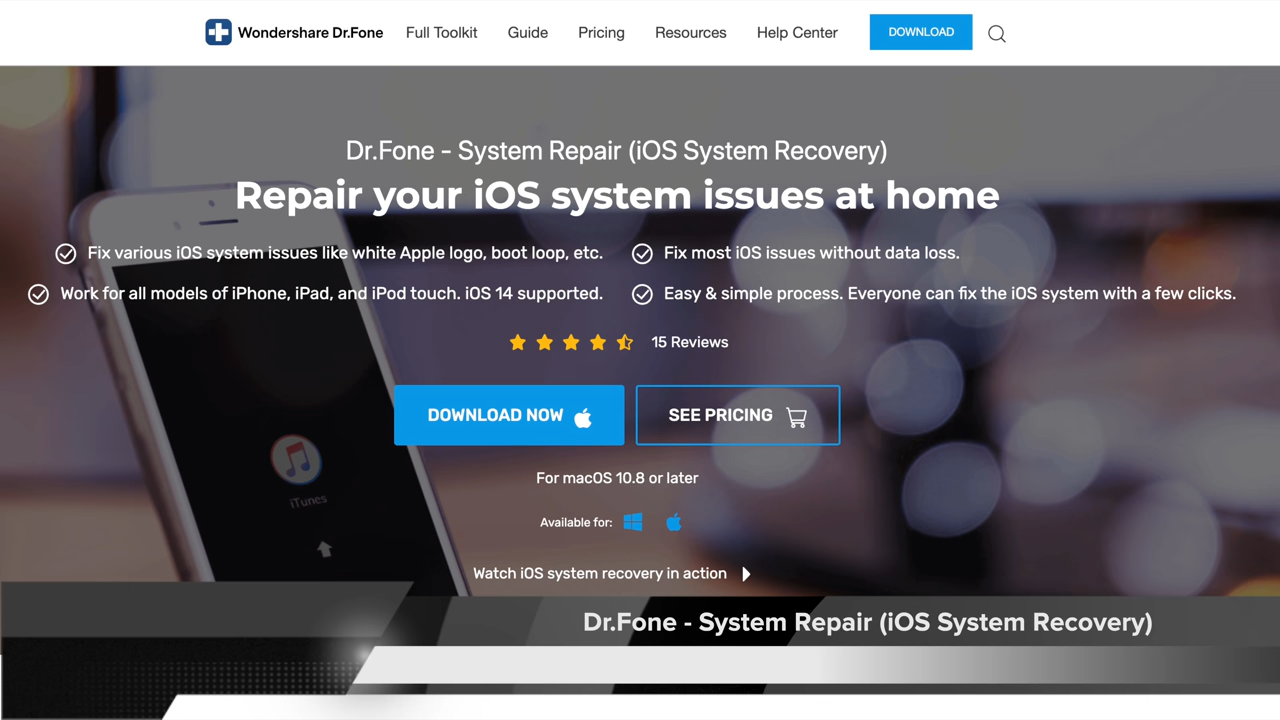 Wondershare Dr.Fone Full Toolkit Guide Pricing Resources Help Center DOWNLOAD
Dr.Fone - System Repair (iOS System Recovery)
Repair your iOS system issues at home
Fix various iOS system issues like white Apple logo, boot loop, etc.
Fix most iOS issues without data loss.
Work for all models of iPhone, iPad, and iPod touch. iOS 14 supported.
Easy & simple process. Everyone can fix the iOS system with a few clicks.
15 Reviews
DOWNLOAD NOW
SEE PRICING
iTunes
For macOS 10.8 or later
Available for:
Watch iOS system recovery in action
Dr.Fone - System Repair (iOS System Recovery)